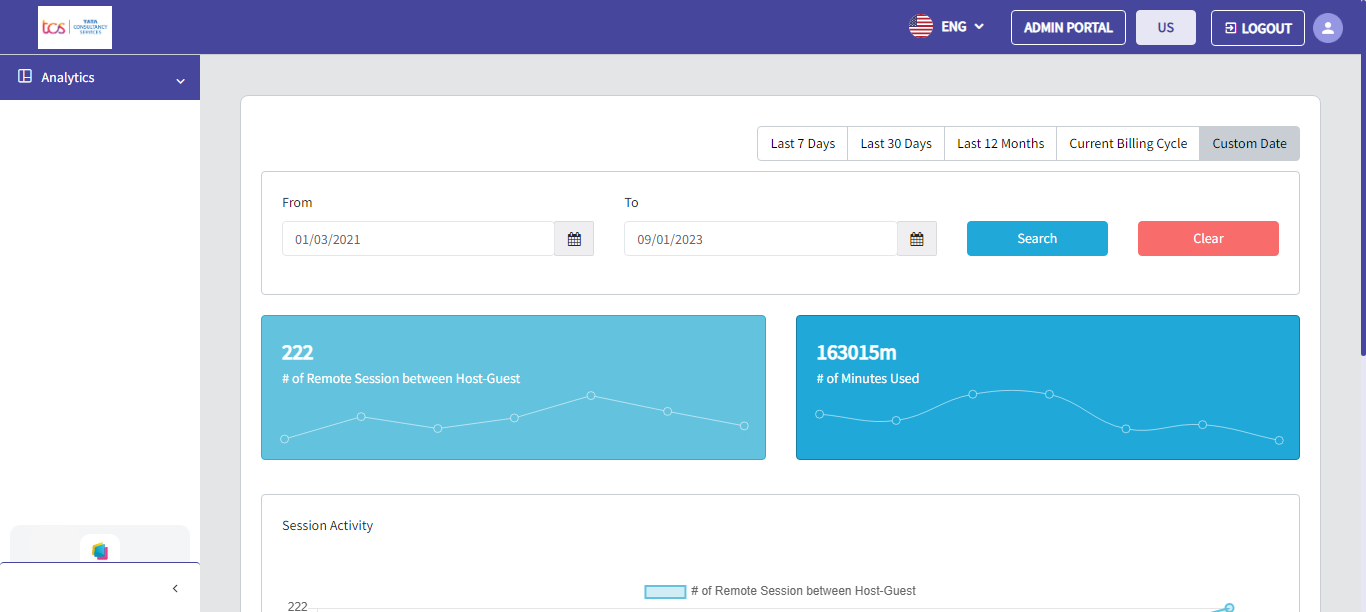 tcs TATA CONSULTANCY SERVICES
ENG
ADMIN PORTAL
US
LOGOUT
Analytics
Last 7 Days
Last 30 Days
Last 12 Months
Current Billing Cycle
Custom Date
From
To
01/03/2021
09/01/2023
Search
Clear
222
# of Remote Session between Host-Guest
163015m
# of Minutes Used
Session Activity
# of Remote Session between Host-Guest
222